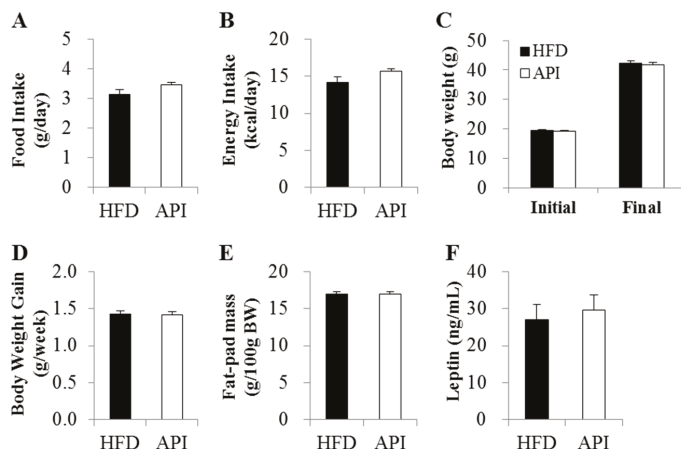 A
Food Intake
(g/day)
5
4
3
2
1
0
HFD API
B
Energy Intake
(kcal/day)
20
15
10
5
0
HFD API
C
Body weight (g)
50
40
30
20
10
0
HFD
API
Initial Final
D
Body Weight Gain
(g/week)
2.0
1.5
1.0
0.5
0.0
HFD API
E
Fat-pad mass
(g/100g BW)
20
15
10
5
0
HFD API
F
Leptin (ng/mL)
40
30
20
10
0
HFD API